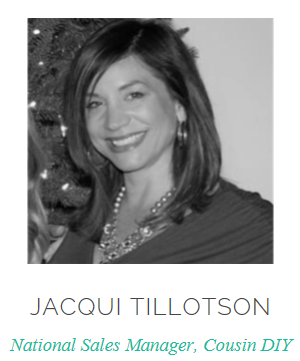 JACQUI TILLOTSON
National Sales Manager, Cousin DIY